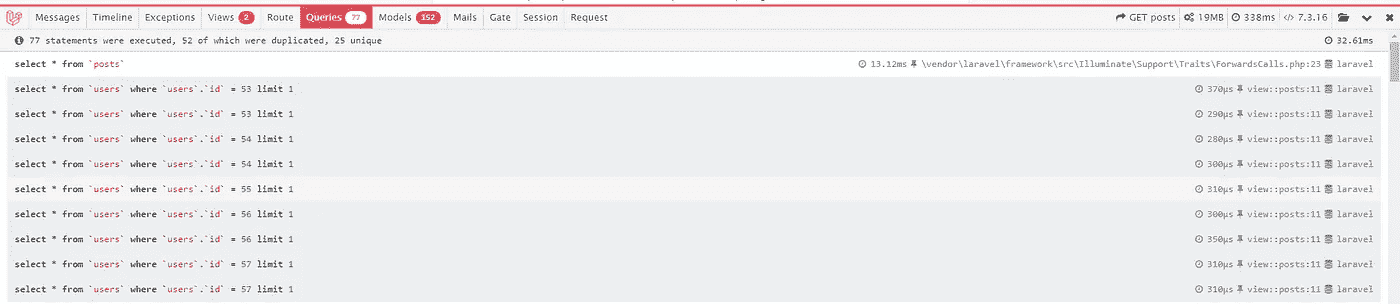 Messages Timeline Exceptions Views 2 Route Queries 77 Models 152 Mails Gate Session Request GET posts 19MB 338ms </> 7.3.16
77 statements were executed, 52 of which were duplicated, 25 unique 32.61ms
select * from `posts` 13.12ms \vendor\laravel\framework\src\Illuminate\Support\Traits\ForwardsCalls.php:23 laravel
select * from `users` where `users`.`id` = 53 limit 1 370μs view::posts:11 laravel
select * from `users` where `users`.`id` = 53 limit 1 290μs view::posts:11 laravel
select * from `users` where `users`.`id` = 54 limit 1 280μs view::posts:11 laravel
select * from `users` where `users`.`id` = 54 limit 1 300μs view::posts:11 laravel
select * from `users` where `users`.`id` = 55 limit 1 310μs view::posts:11 laravel
select * from `users` where `users`.`id` = 56 limit 1 300μs view::posts:11 laravel
select * from `users` where `users`.`id` = 56 limit 1 350μs view::posts:11 laravel
select * from `users` where `users`.`id` = 57 limit 1 310μs view::posts:11 laravel
select * from `users` where `users`.`id` = 57 limit 1 310μs view::posts:11 laravel